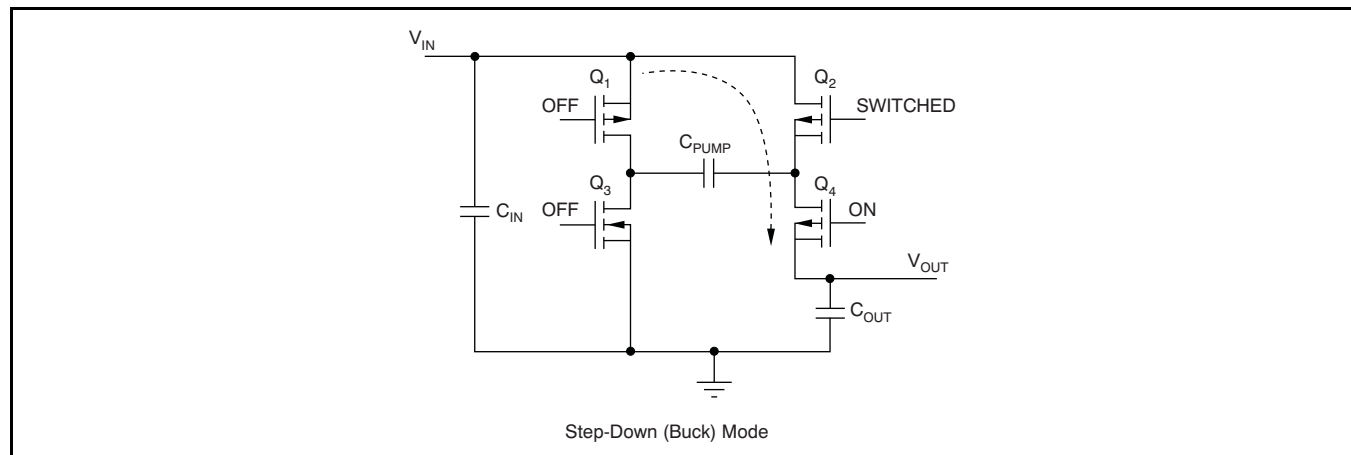 V_IN
Q_1
Q_2
OFF
SWITCHED
C_PUMP
Q_3
Q_4
C_IN
OFF
ON
V_OUT
C_OUT
Step-Down (Buck) Mode